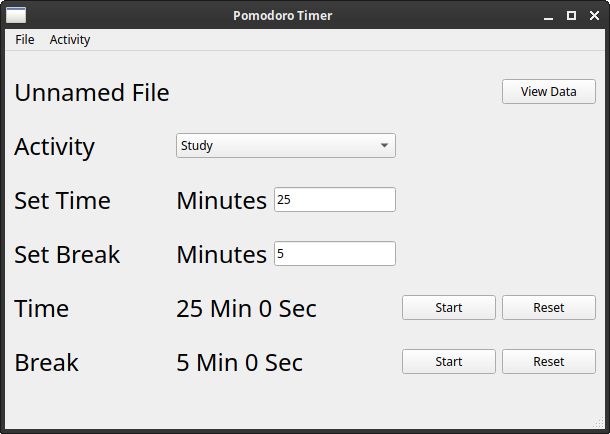 Pomodoro Timer
File Activity
Unnamed File View Data
Activity Study
Set Time Minutes 25
Set Break Minutes 5
Time 25 Min 0 Sec Start Reset
Break 5 Min 0 Sec Start Reset